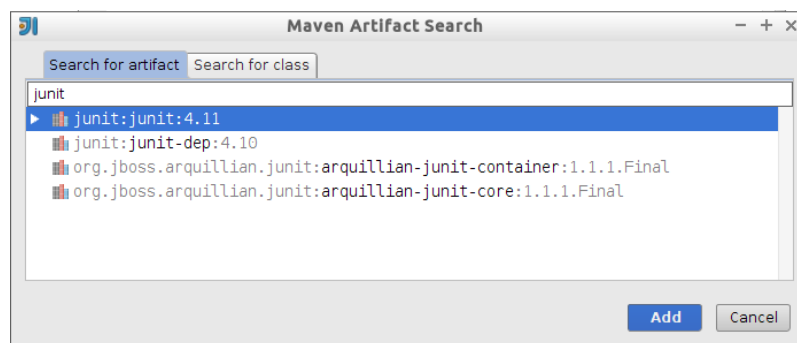 Maven Artifact Search
Search for artifact Search for class
junit
junit:junit:4.11
junit:junit-dep:4.10
org.jboss.arquillian.junit:arquillian-junit-container:1.1.1.Final
org.jboss.arquillian.junit:arquillian-junit-core:1.1.1.Final
Add Cancel